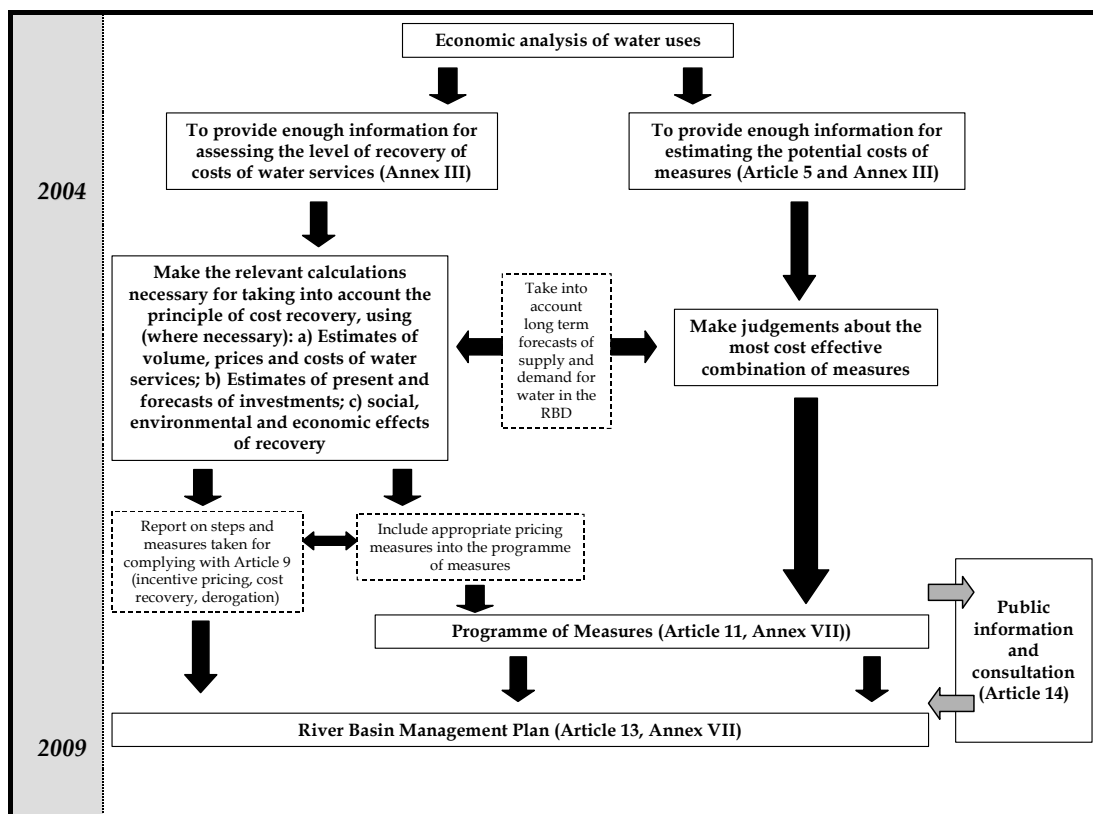 Economic analysis of water uses
To provide enough information for
assessing the level of recovery of
costs of water services (Annex III)
To provide enough information for
estimating the potential costs of
measures (Article 5 and Annex III)
2004
Make the relevant calculations
necessary for taking into account the
principle of cost recovery, using
(where necessary): a) Estimates of
volume, prices and costs of water
services; b) Estimates of present and
forecasts of investments; c) social,
environmental and economic effects
of recovery
Take into
account
long term
forecasts of
supply and
demand for
water in the
RBD
Make judgements about the
most cost effective
combination of measures
Report on steps and
measures taken for
complying with Article 9
(incentive pricing, cost
recovery, derogation)
Include appropriate pricing
measures into the programme
of measures
Programme of Measures (Article 11, Annex VII))
Public
information
and
consultation
(Article 14)
River Basin Management Plan (Article 13, Annex VII)
2009